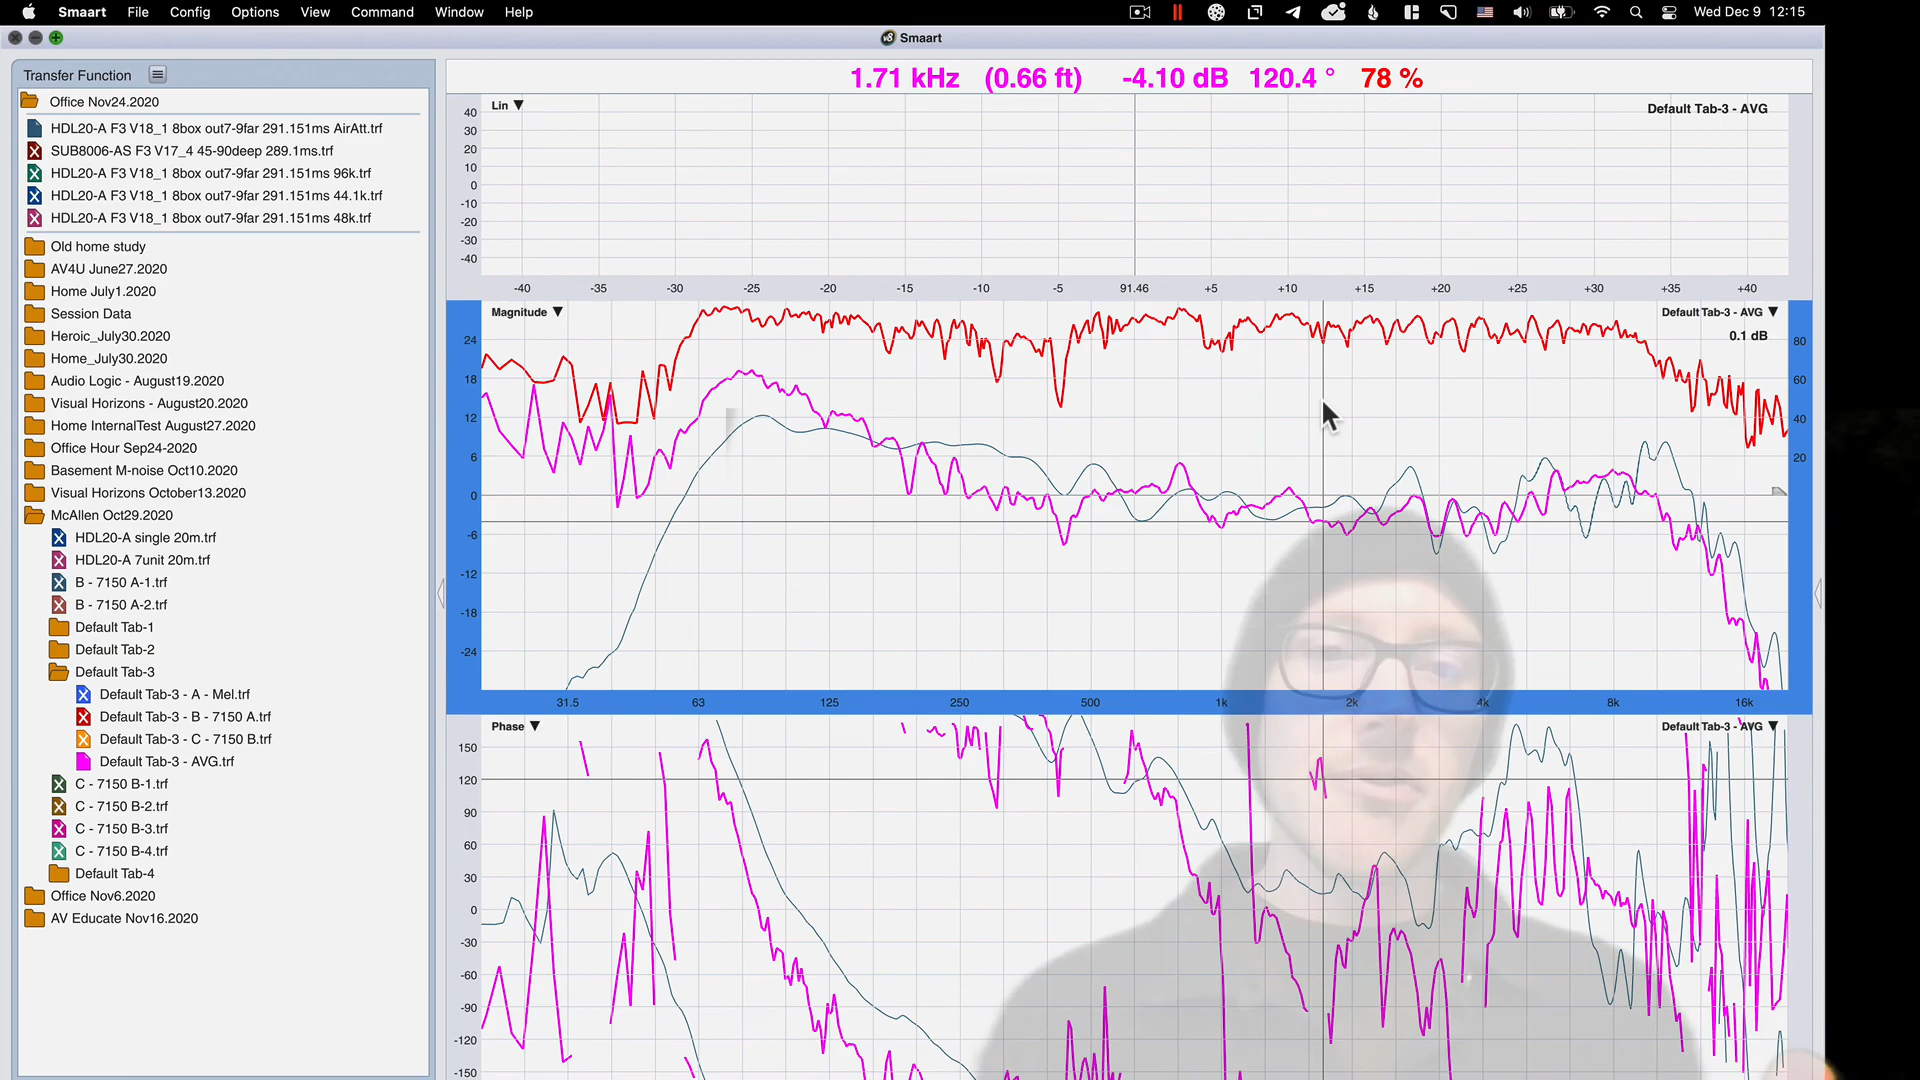 Smaart File Config Options View Command Window Help Wed Dec 9 12:15
Smaart
Transfer Function
Office Nov24.2020
HDL20-A F3 V18_1 8box out7-9far 291.151ms AirAtt.trf
SUB8006-AS F3 V17_4 45-90deep 289.1ms.trf
HDL20-A F3 V18_1 8box out7-9far 291.151ms 96k.trf
HDL20-A F3 V18_1 8box out7-9far 291.151ms 44.1k.trf
HDL20-A F3 V18_1 8box out7-9far 291.151ms 48k.trf
Old home study
AV4U June27.2020
Home July1.2020
Session Data
Heroic_July30.2020
Home_July30.2020
Audio Logic - August19.2020
Visual Horizons - August20.2020
Home InternalTest August27.2020
Office Hour Sep24-2020
Basement M-noise Oct10.2020
Visual Horizons October13.2020
McAllen Oct29.2020
HDL20-A single 20m.trf
HDL20-A 7unit 20m.trf
B - 7150 A-1.trf
B - 7150 A-2.trf
Default Tab-1
Default Tab-2
Default Tab-3
Default Tab-3 - A - Mel.trf
Default Tab-3 - B - 7150 A.trf
Default Tab-3 - C - 7150 B.trf
Default Tab-3 - AVG.trf
C - 7150 B-1.trf
C - 7150 B-2.trf
C - 7150 B-3.trf
C - 7150 B-4.trf
Default Tab-4
Office Nov6.2020
AV Educate Nov16.2020
1.71 kHz (0.66 ft) -4.10 dB 120.4 ° 78 %
Lin
Default Tab-3 - AVG
40
30
20
10
0
-10
-20
-30
-40
-40 -35 -30 -25 -20 -15 -10 -5 91.46 +5 +10 +15 +20 +25 +30 +35 +40
Magnitude
Default Tab-3 - AVG
0.1 dB
24 80
18 60
12 40
6 20
0
-6
-12
-18
-24
31.5 63 125 250 500 1k 2k 4k 8k 16k
Phase
Default Tab-3 - AVG
150
120
90
60
30
0
-30
-60
-90
-120
-150